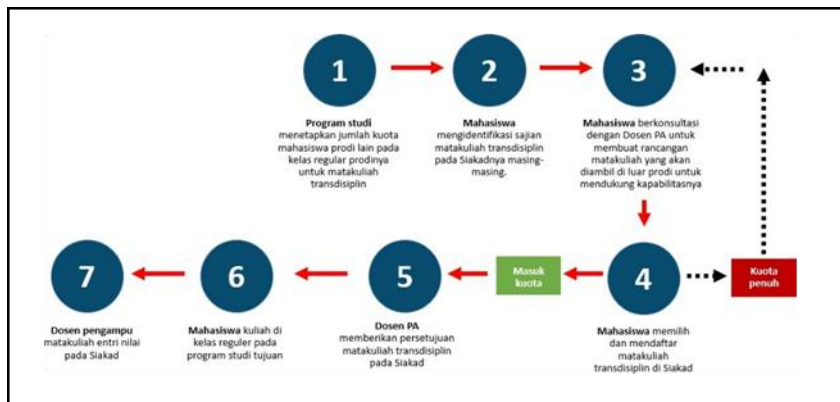 1
2
3
Program studi
menetapkan jumlah kuota
mahasiswa prodi lain pada
kelas regular prodinya
untuk matakuliah
transdisiplin
Mahasiswa
mengidentifikasi sajian
matakuliah transdisiplin
pada Siakadnya masing-
masing.
Mahasiswa berkonsultasi
dengan Dosen PA untuk
membuat rancangan
matakuliah yang akan
diambil di luar prodi untuk
mendukung kapabilitasnya
4
Kuota
penuh
Mahasiswa memilih
dan mendaftar
matakuliah
transdisiplin di Siakad
Masuk
kuota
5
Dosen PA
memberikan persetujuan
matakuliah transdisiplin
pada Siakad
6
Mahasiswa kuliah di
kelas reguler pada
program studi tujuan
7
Dosen pengampu
matakuliah entri nilai
pada Siakad